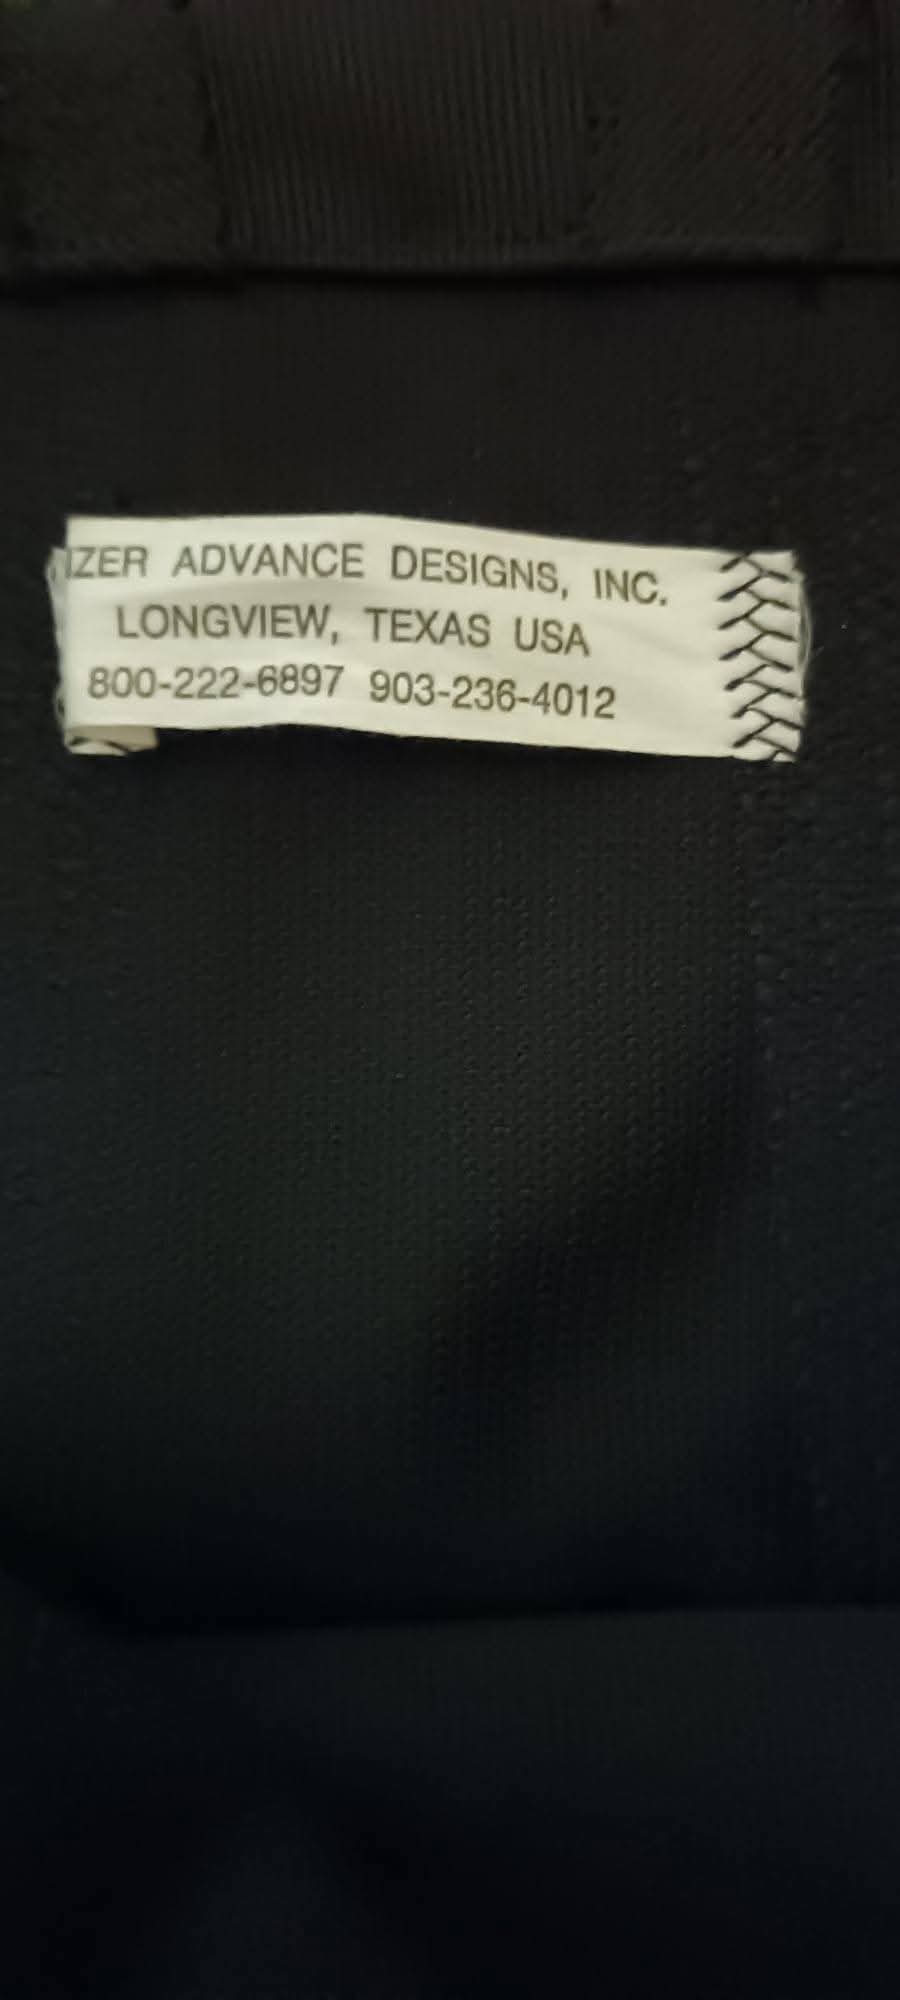 IZER ADVANCE DESIGNS, INC.
LONGVIEW, TEXAS USA
800-222-6897 903-236-4012